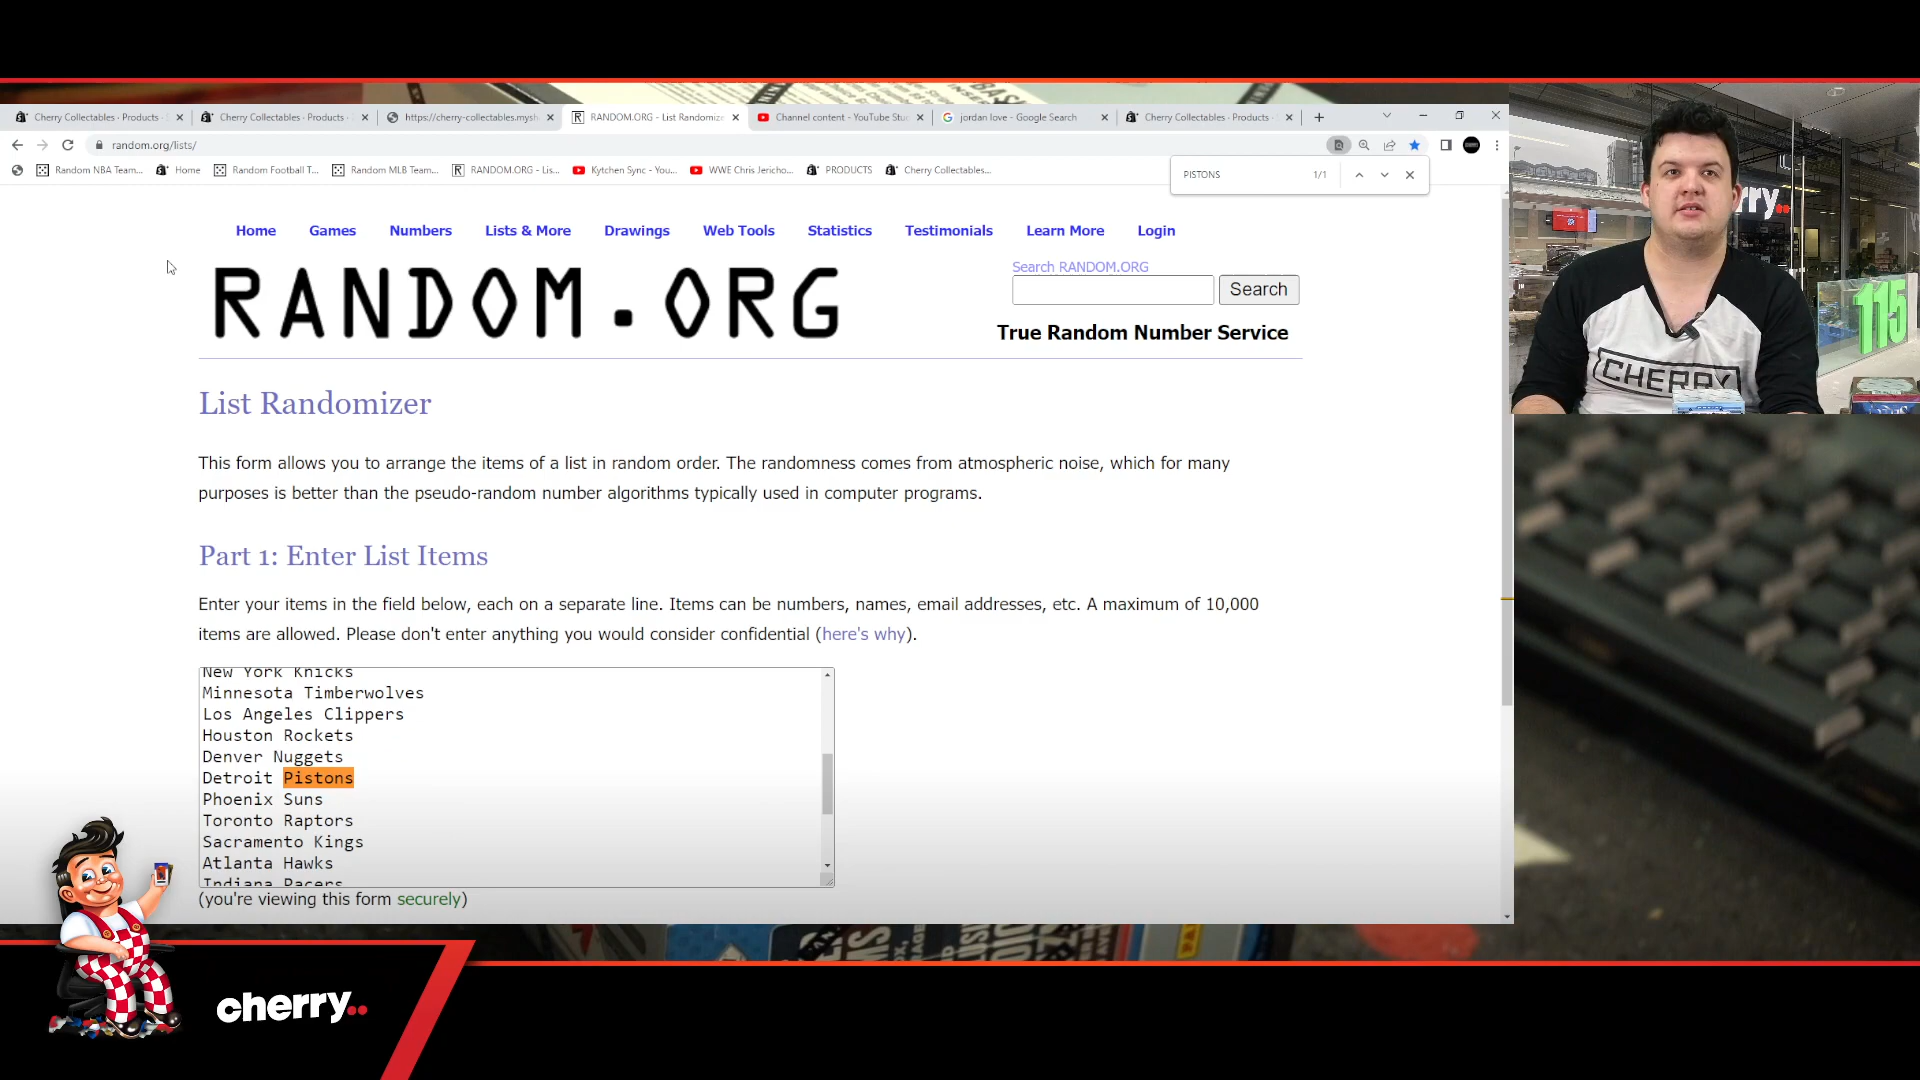 BASE
INSER
Cherry Collectables · Products ·
Cherry Collectables · Products ·
https://cherry-collectables.mysh
RANDOM.ORG - List Randomize
Channel content - YouTube Stu
jordan love - Google Search
Cherry Collectables · Products ·
random.org/lists/
Random NBA Team...
Home
Random Football T...
Random MLB Team...
RANDOM.ORG - Lis...
Kytchen Sync - You...
WWE Chris Jericho...
PRODUCTS
Cherry Collectables...
PISTONS
1/1
Home
Games
Numbers
Lists & More
Drawings
Web Tools
Statistics
Testimonials
Learn More
Login
RANDOM.ORG
Search RANDOM.ORG
Search
True Random Number Service
List Randomizer
This form allows you to arrange the items of a list in random order. The randomness comes from atmospheric noise, which for many
purposes is better than the pseudo-random number algorithms typically used in computer programs.
Part 1: Enter List Items
Enter your items in the field below, each on a separate line. Items can be numbers, names, email addresses, etc. A maximum of 10,000
items are allowed. Please don't enter anything you would consider confidential (here's why).
New York Knicks
Minnesota Timberwolves
Los Angeles Clippers
Houston Rockets
Denver Nuggets
Detroit Pistons
Phoenix Suns
Toronto Raptors
Sacramento Kings
Atlanta Hawks
Indiana Pacers
(you're viewing this form securely)
rry..
115
CHERRY
cherry..